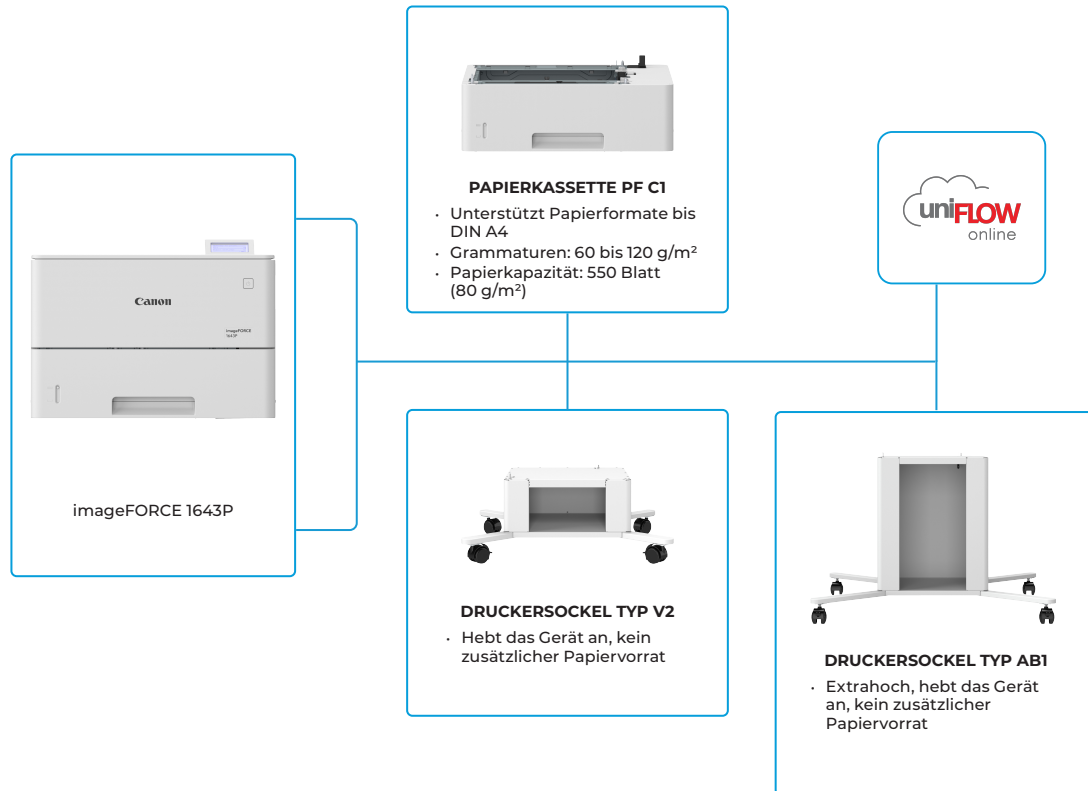 Canon
imageFORCE
1643P
imageFORCE 1643P
PAPIERKASSETTE PF C1
· Unterstützt Papierformate bis
DIN A4
· Grammaturen: 60 bis 120 g/m²
· Papierkapazität: 550 Blatt
(80 g/m²)
uniFLOW
online
DRUCKERSOCKEL TYP V2
· Hebt das Gerät an, kein
zusätzlicher Papiervorrat
DRUCKERSOCKEL TYP AB1
· Extrahoch, hebt das Gerät
an, kein zusätzlicher
Papiervorrat